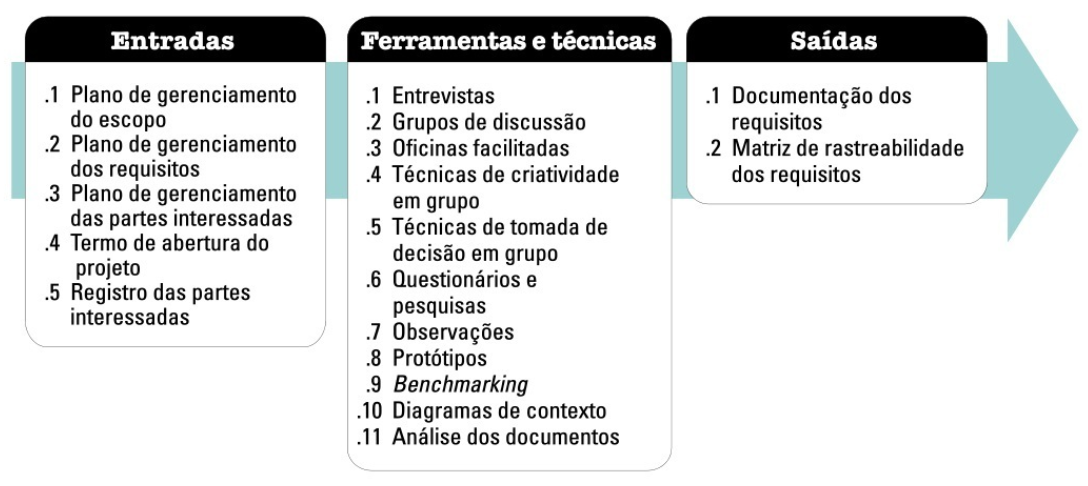 Entradas
.1 Plano de gerenciamento
do escopo
.2 Plano de gerenciamento
dos requisitos
.3 Plano de gerenciamento
das partes interessadas
.4 Termo de abertura do
projeto
.5 Registro das partes
interessadas
Ferramentas e técnicas
.1 Entrevistas
.2 Grupos de discussão
.3 Oficinas facilitadas
.4 Técnicas de criatividade
em grupo
.5 Técnicas de tomada de
decisão em grupo
.6 Questionários e
pesquisas
.7 Observações
.8 Protótipos
.9 Benchmarking
.10 Diagramas de contexto
.11 Análise dos documentos
Saídas
.1 Documentação dos
requisitos
.2 Matriz de rastreabilidade
dos requisitos